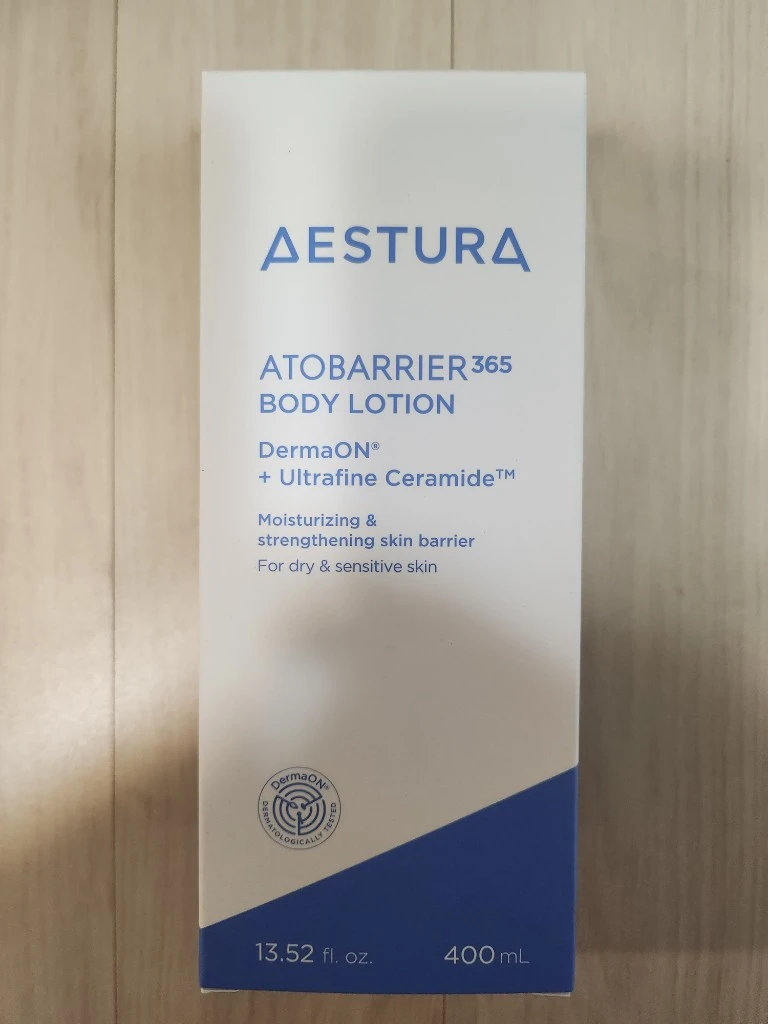 AESTURA
ATOBARRIER365
BODY LOTION
DermaON®
+ Ultrafine Ceramide™
Moisturizing &
strengthening skin barrier
For dry & sensitive skin
DermaON®
DERMATOLOGICALLY TESTED
13.52 fl. oz. 400 mL